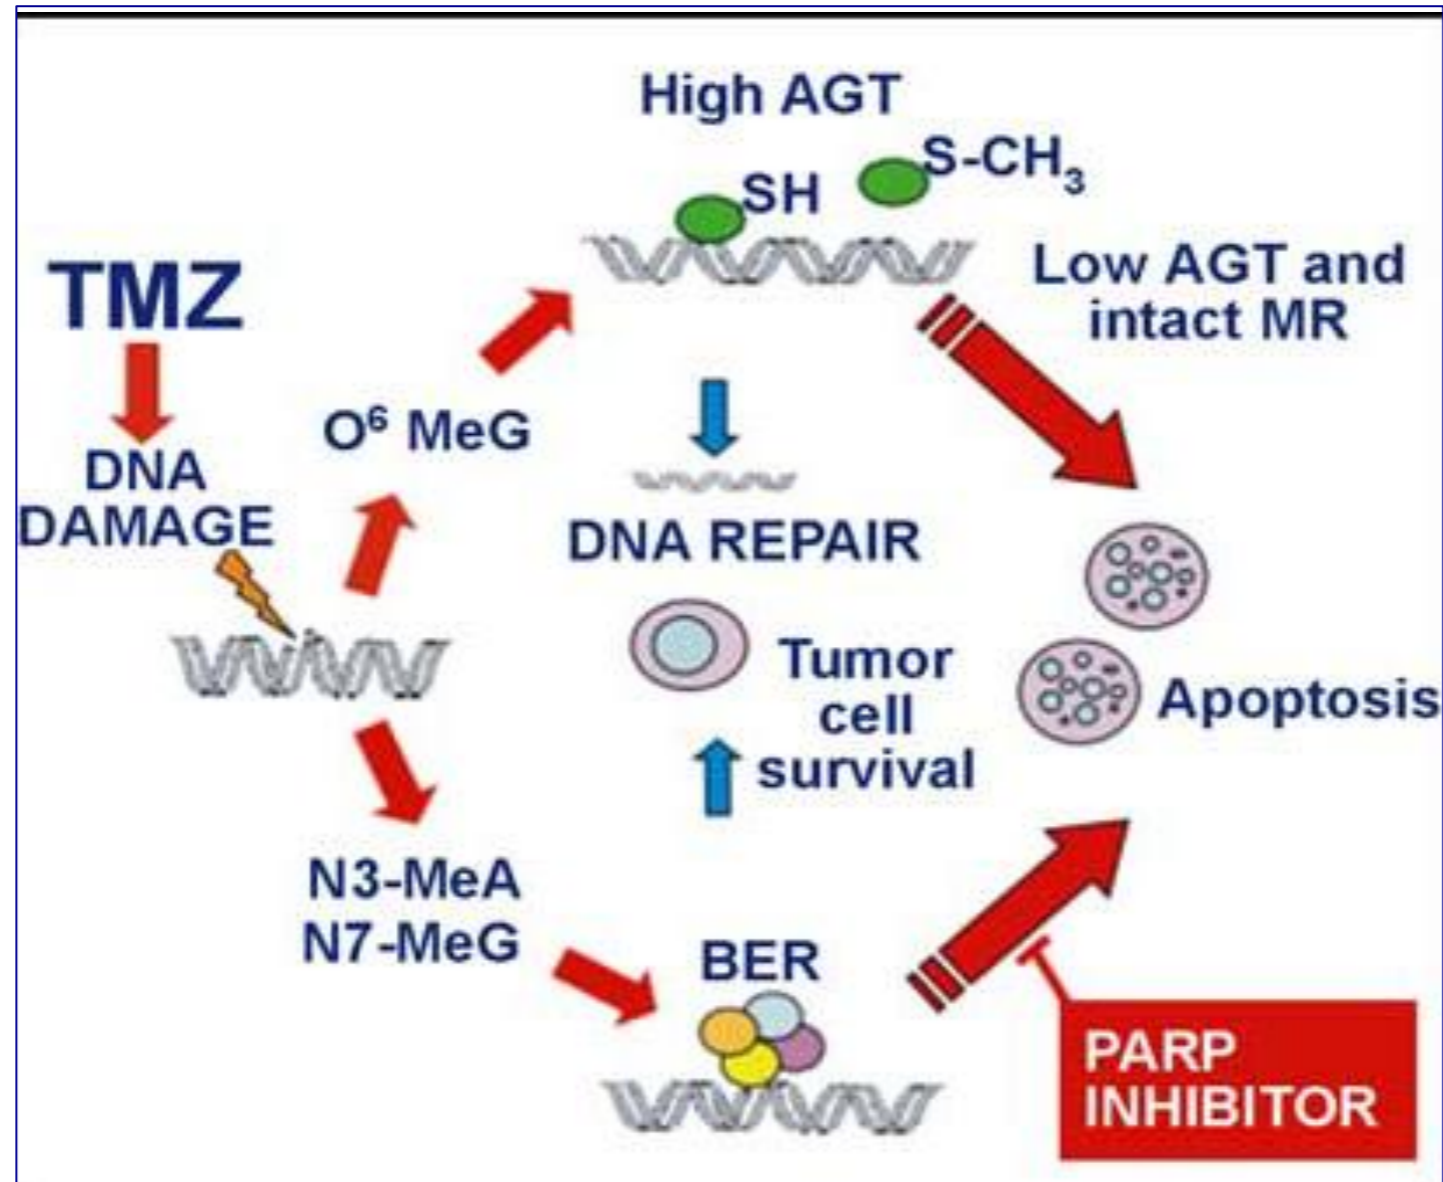 High AGT
SH
S-CH₃
TMZ
Low AGT and
intact MR
O⁶ MeG
DNA
DAMAGE
DNA REPAIR
Tumor
cell
survival
Apoptosis
N3-MeA
N7-MeG
BER
PARP
INHIBITOR